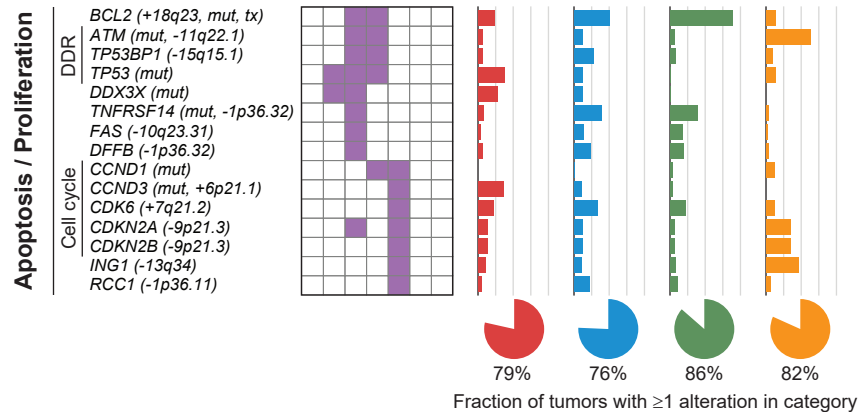 Apoptosis / Proliferation
DDR
Cell cycle
BCL2 (+18q23, mut, tx)
ATM (mut, -11q22.1)
TP53BP1 (-15q15.1)
TP53 (mut)
DDX3X (mut)
TNFRSF14 (mut, -1p36.32)
FAS (-10q23.31)
DFFB (-1p36.32)
CCND1 (mut)
CCND3 (mut, +6p21.1)
CDK6 (+7q21.2)
CDKN2A (-9p21.3)
CDKN2B (-9p21.3)
ING1 (-13q34)
RCC1 (-1p36.11)
79% 76% 86% 82%
Fraction of tumors with ≥1 alteration in category